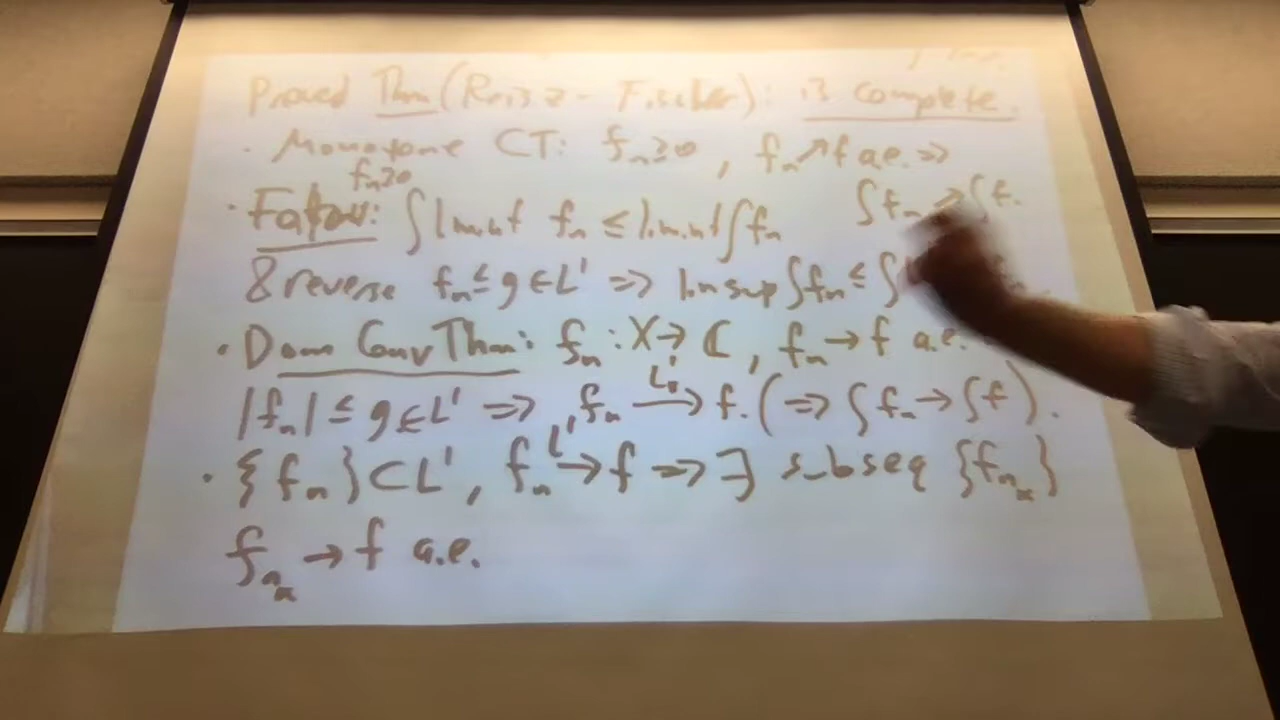 Proved Thm (Reisz-Fischer): is complete.
· Monotone CT: fₙ≥0, fₙ↗f a.e. ⇒
fₙ≥0
∫fₙ↗∫f.
· Fatou: ∫liminf fₙ ≤ liminf∫fₙ
& reverse fₙ≤g∈L¹ ⇒ limsup∫fₙ≤∫
· Dom Conv Thm: fₙ:X→ℂ, fₙ→f a.e.
|fₙ|≤g∈L¹ ⇒, fₙ —L¹→ f. (⇒ ∫fₙ→∫f).
· {fₙ}⊂L¹, fₙ —L¹→ f ⇒ ∃ subseq {fₙₖ}
fₙₖ → f a.e.